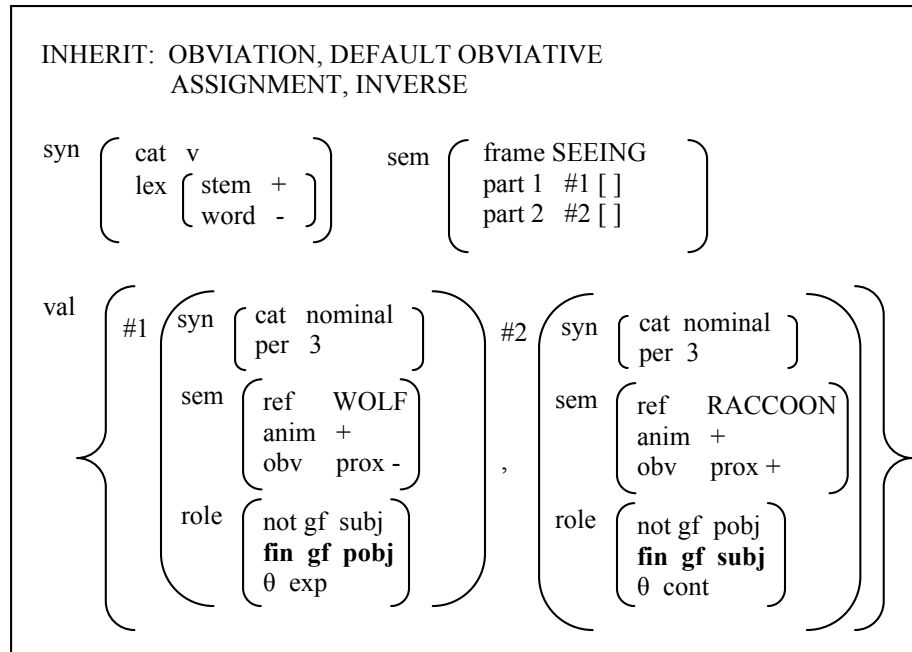 INHERIT: OBVIATION, DEFAULT OBVIATIVE
ASSIGNMENT, INVERSE
syn cat v
lex stem +
word -
sem frame SEEING
part 1 #1 [ ]
part 2 #2 [ ]
val
#1 syn cat nominal
per 3
sem ref WOLF
anim +
obv prox -
role not gf subj
fin gf pobj
θ exp
,
#2 syn cat nominal
per 3
sem ref RACCOON
anim +
obv prox +
role not gf pobj
fin gf subj
θ cont